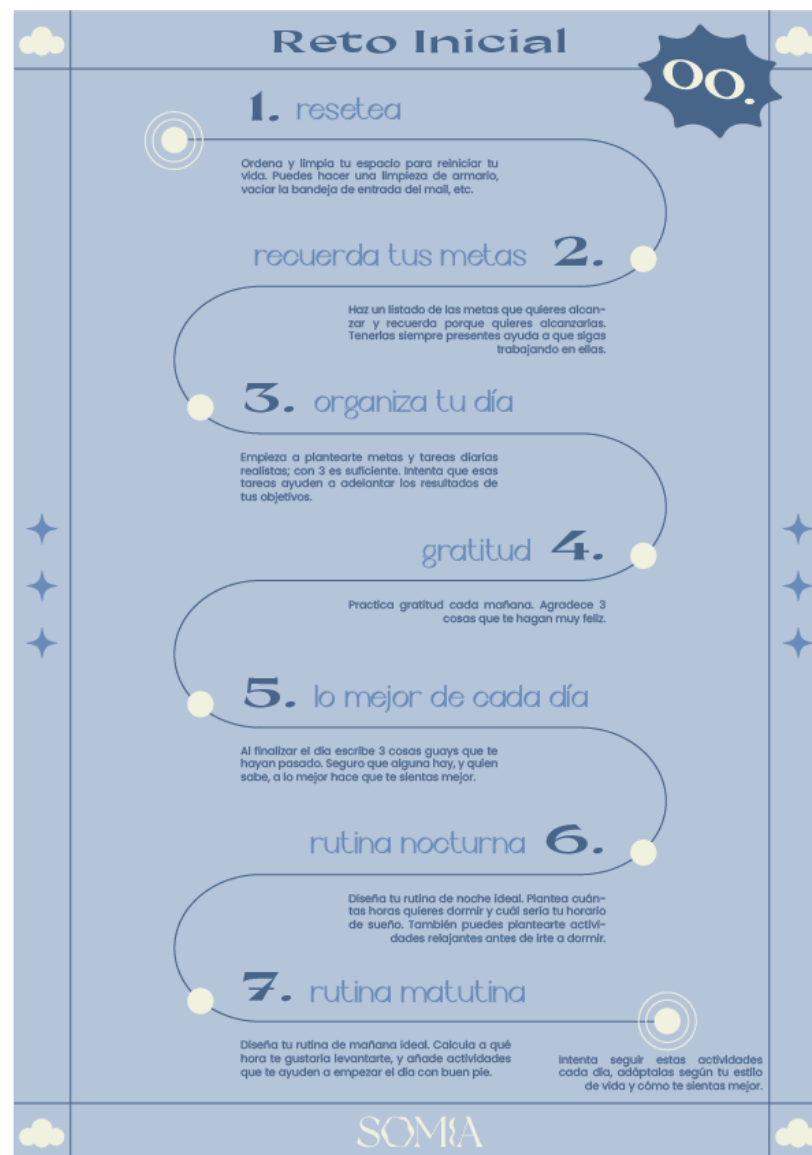 Reto Inicial
00.
1. resetea
Ordena y limpia tu espacio para reiniciar tu
vida. Puedes hacer una limpieza de armario,
vaciar la bandeja de entrada del mail, etc.
recuerda tus metas 2.
Haz un listado de las metas que quieres alcan-
zar y recuerda porque quieres alcanzarlas.
Tenerlas siempre presentes ayuda a que sigas
trabajando en ellas.
3. organiza tu día
Empieza a plantearte metas y tareas diarias
realistas; con 3 es suficiente. Intenta que esas
tareas ayuden a adelantar los resultados de
tus objetivos.
gratitud 4.
Practica gratitud cada mañana. Agradece 3
cosas que te hagan muy feliz.
5. lo mejor de cada día
Al finalizar el día escribe 3 cosas guays que te
hayan pasado. Seguro que alguna hay, y quien
sabe, a lo mejor hace que te sientas mejor.
rutina nocturna 6.
Diseña tu rutina de noche ideal. Plantea cuán-
tas horas quieres dormir y cuál sería tu horario
de sueño. También puedes plantearte activi-
dades relajantes antes de irte a dormir.
7. rutina matutina
Diseña tu rutina de mañana ideal. Calcula a qué
hora te gustaría levantarte, y añade actividades
que te ayuden a empezar el día con buen pie.
Intenta seguir estas actividades
cada día, adáptalas según tu estilo
de vida y cómo te sientas mejor.
SOMIA